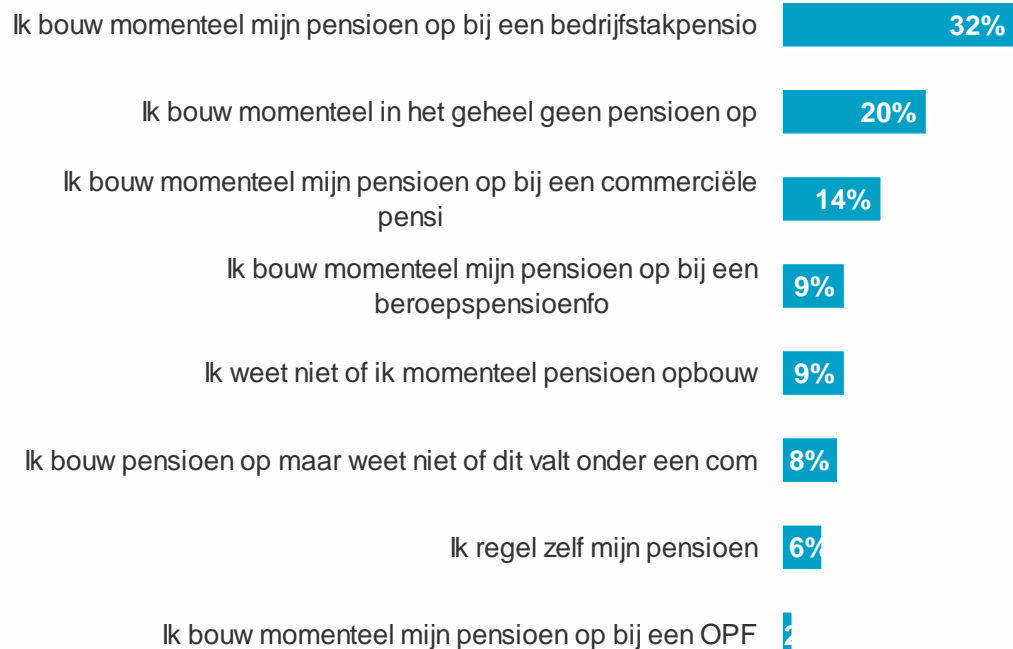 Ik bouw momenteel mijn pensioen op bij een bedrijfstakpensio 32%
Ik bouw momenteel in het geheel geen pensioen op 20%
Ik bouw momenteel mijn pensioen op bij een commerciële
pensi 14%
Ik bouw momenteel mijn pensioen op bij een
beroepspensioenfo 9%
Ik weet niet of ik momenteel pensioen opbouw 9%
Ik bouw pensioen op maar weet niet of dit valt onder een com 8%
Ik regel zelf mijn pensioen 6%
Ik bouw momenteel mijn pensioen op bij een OPF 2